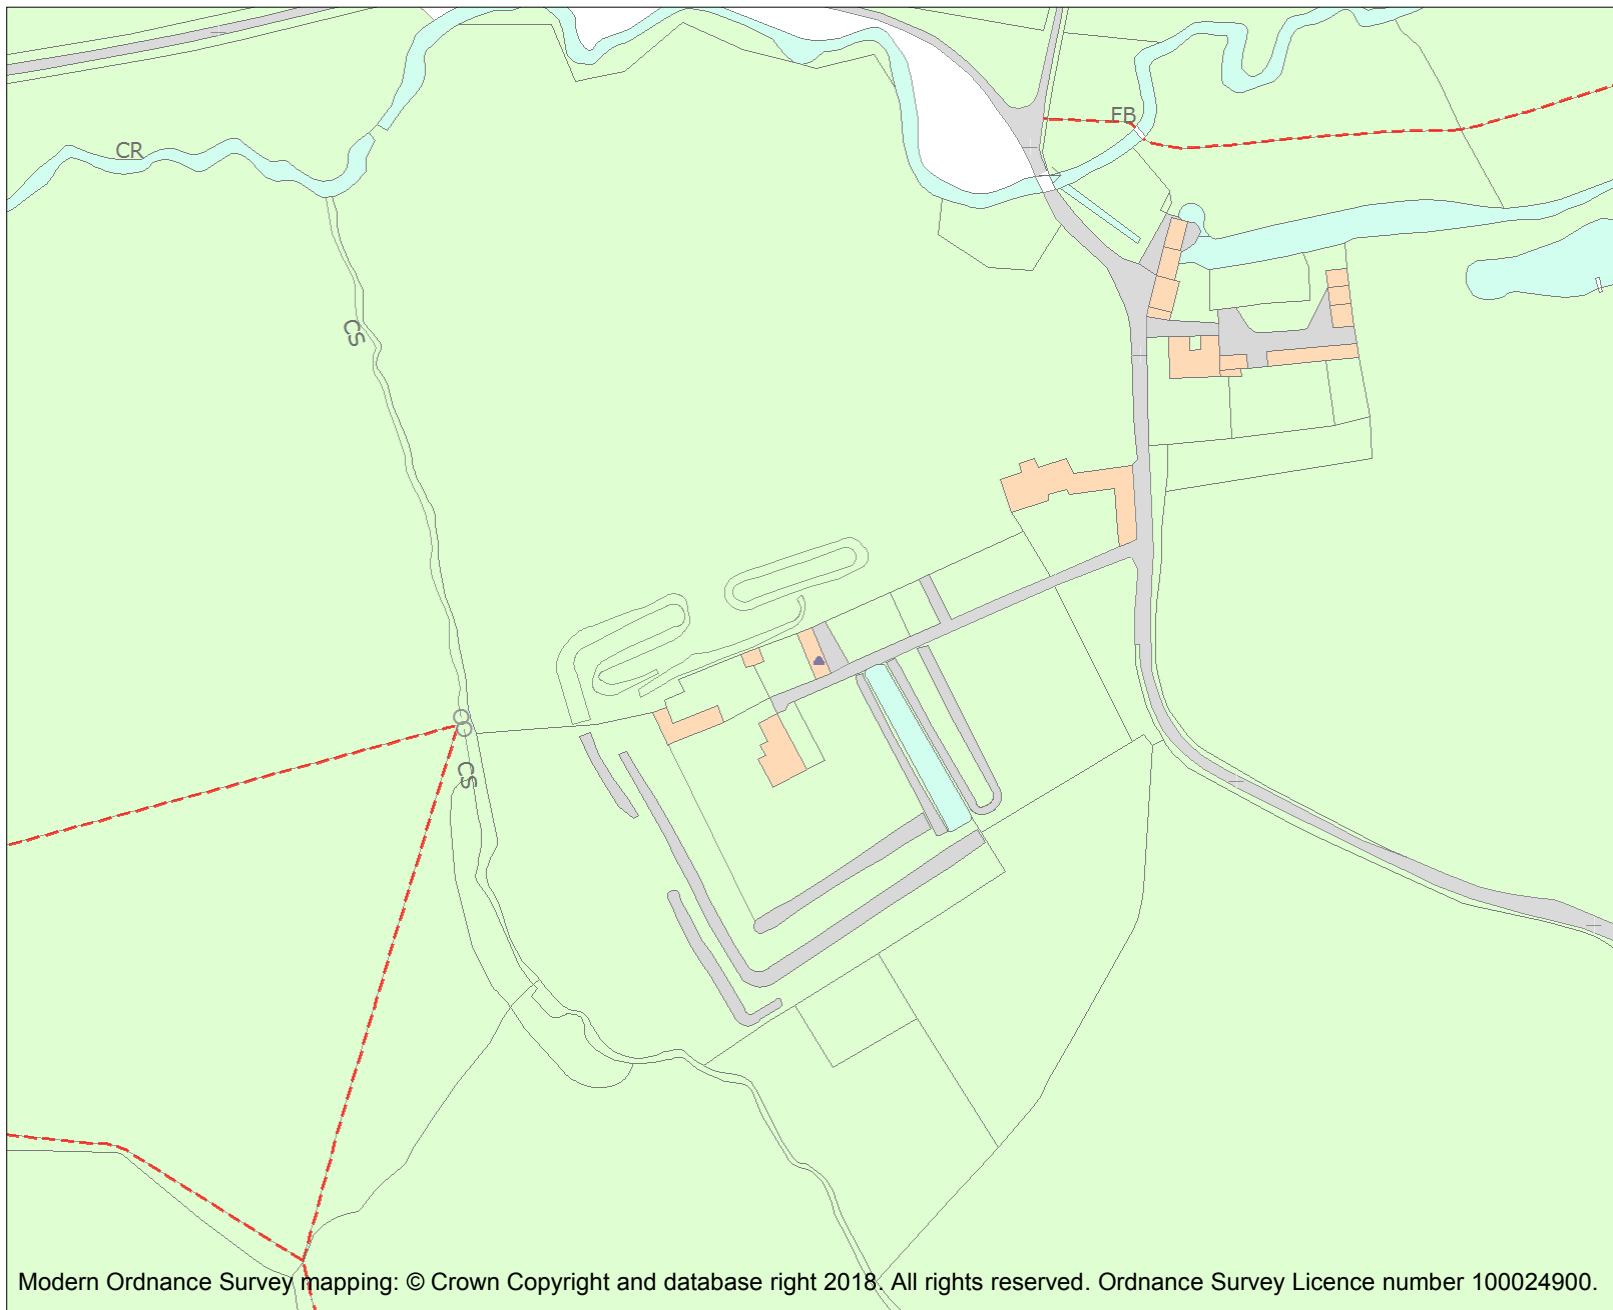 FB
CR
CS
CS
Modern Ordnance Survey mapping: © Crown Copyright and database right 2018. All rights reserved. Ordnance Survey Licence number 100024900.